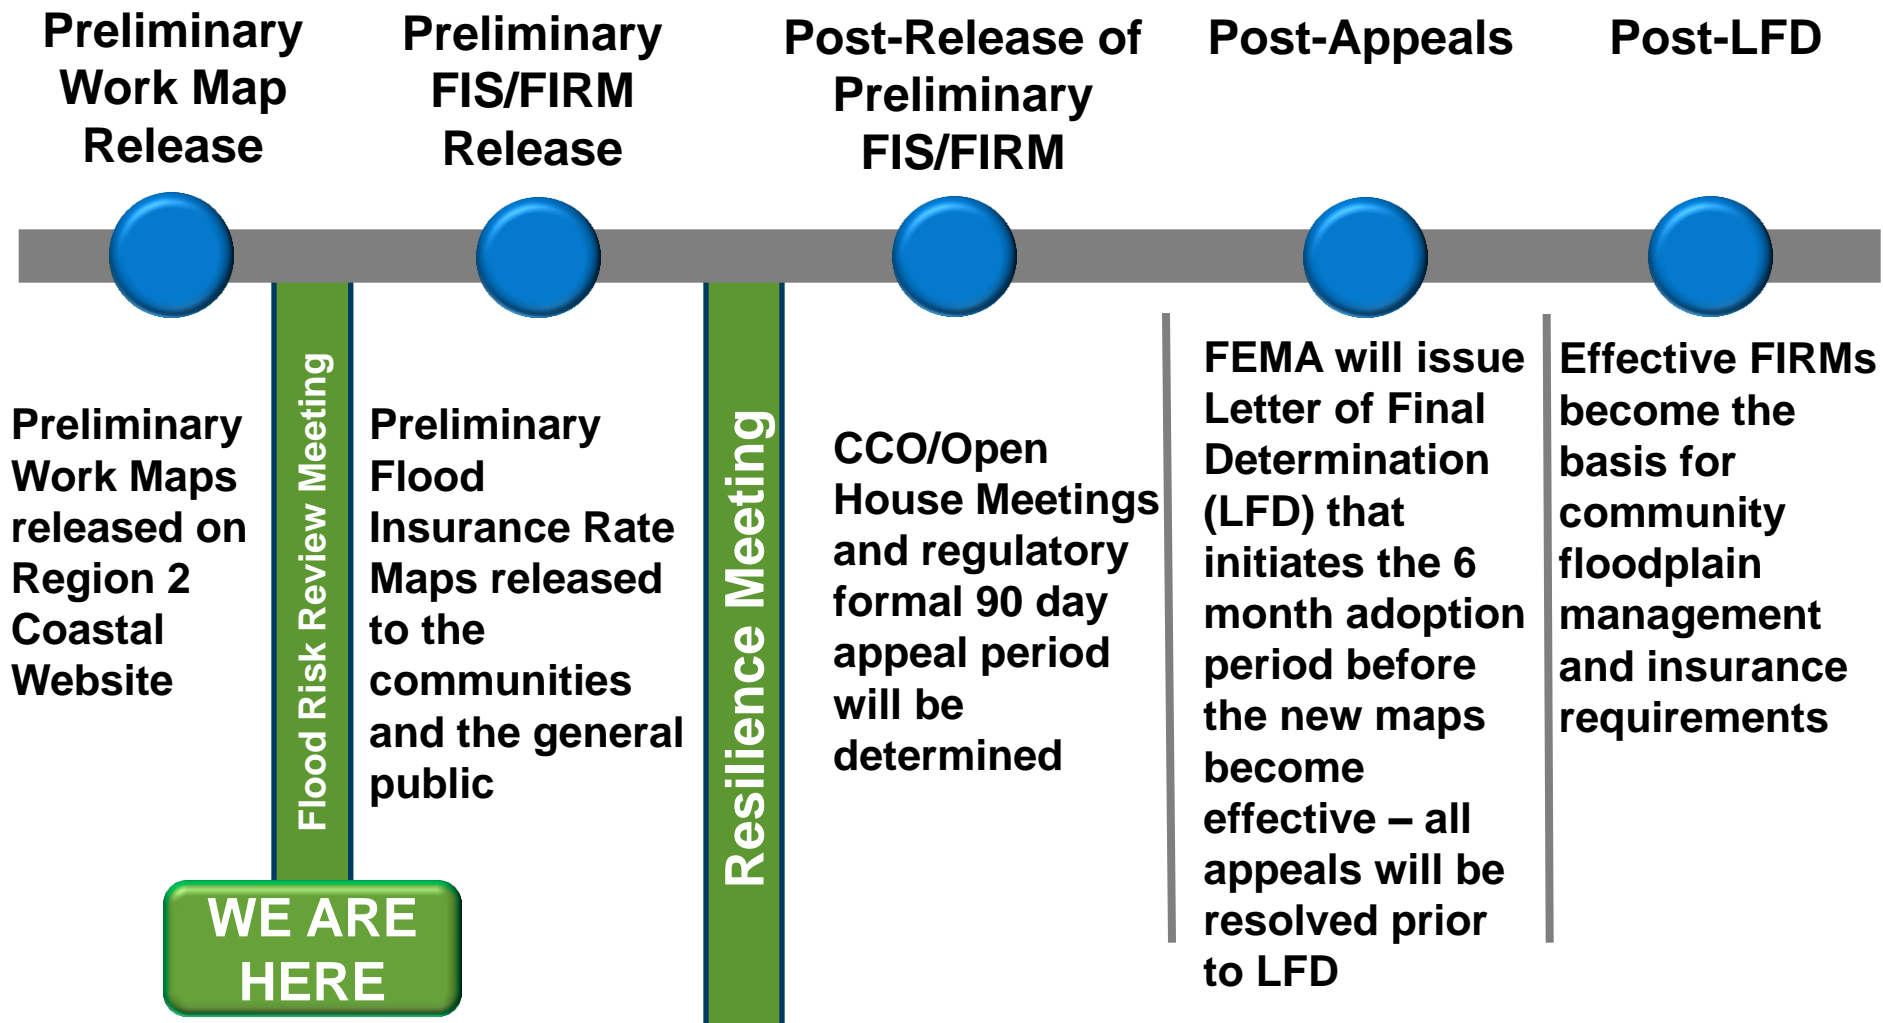 Preliminary
Work Map
Release
Preliminary
FIS/FIRM
Release
Post-Release of
Preliminary
FIS/FIRM
Post-Appeals
Post-LFD
Preliminary
Work Maps
released on
Region 2
Coastal
Website
Flood Risk Review Meeting
WE ARE
HERE
Preliminary
Flood
Insurance Rate
Maps released
to the
communities
and the general
public
Resilience Meeting
CCO/Open
House Meetings
and regulatory
formal 90 day
appeal period
will be
determined
FEMA will issue
Letter of Final
Determination
(LFD) that
initiates the 6
month adoption
period before
the new maps
become
effective – all
appeals will be
resolved prior
to LFD
Effective FIRMs
become the
basis for
community
floodplain
management
and insurance
requirements